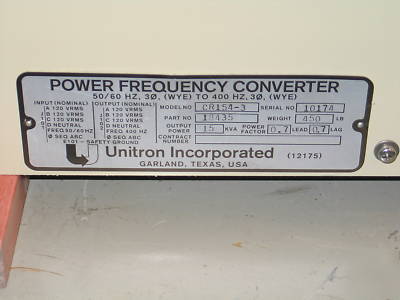 POWER FREQUENCY CONVERTER
50/60 HZ, 3Ø, (WYE) TO 400 HZ, 3Ø, (WYE)
INPUT (NOMINAL) OUTPUT (NOMINAL) MODEL NO CR154-3 SERIAL NO 10174
A 120 VRMS A 120 VRMS
B 120 VRMS B 120 VRMS PART NO 18435 WEIGHT 450 LB
C 120 VRMS C 120 VRMS
D NEUTRAL D NEUTRAL OUTPUT POWER 15 KVA POWER FACTOR 0.7 LEAD 0.7 LAG
FREQ 50/60 HZ FREQ 400 HZ
Ø SEQ ABC Ø SEQ ABC CONTRACT NUMBER
E101 - SAFETY GROUND
Unitron Incorporated (12175)
GARLAND, TEXAS, USA